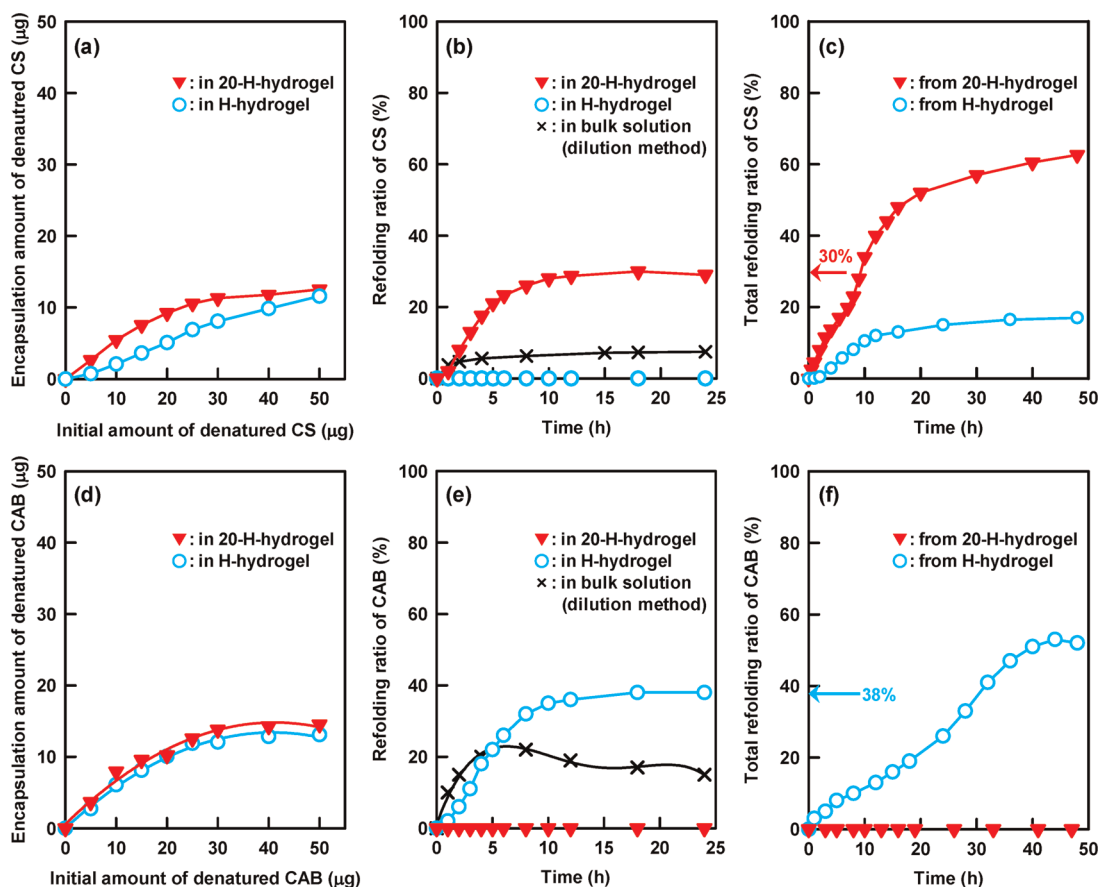 (a)
Encapsulation amount of denautred CS (μg)
50
40
30
20
10
0
: in 20-H-hydrogel
: in H-hydrogel
0 10 20 30 40 50
Initial amount of denatured CS (μg)
(b)
Refolding ratio of CS (%)
100
80
60
40
20
0
: in 20-H-hydrogel
: in H-hydrogel
: in bulk solution
(dilution method)
0 5 10 15 20 25
Time (h)
(c)
Total refolding ratio of CS (%)
100
80
60
40
20
0
: from 20-H-hydrogel
: from H-hydrogel
30%
0 10 20 30 40 50
Time (h)
(d)
Encapsulation amount of denatured CAB (μg)
50
40
30
20
10
0
: in 20-H-hydrogel
: in H-hydrogel
0 10 20 30 40 50
Initial amount of denatured CAB (μg)
(e)
Refolding ratio of CAB (%)
100
80
60
40
20
0
: in 20-H-hydrogel
: in H-hydrogel
: in bulk solution
(dilution method)
0 5 10 15 20 25
Time (h)
(f)
Total refolding ratio of CAB (%)
100
80
60
40
20
0
: from 20-H-hydrogel
: from H-hydrogel
38%
0 10 20 30 40 50
Time (h)